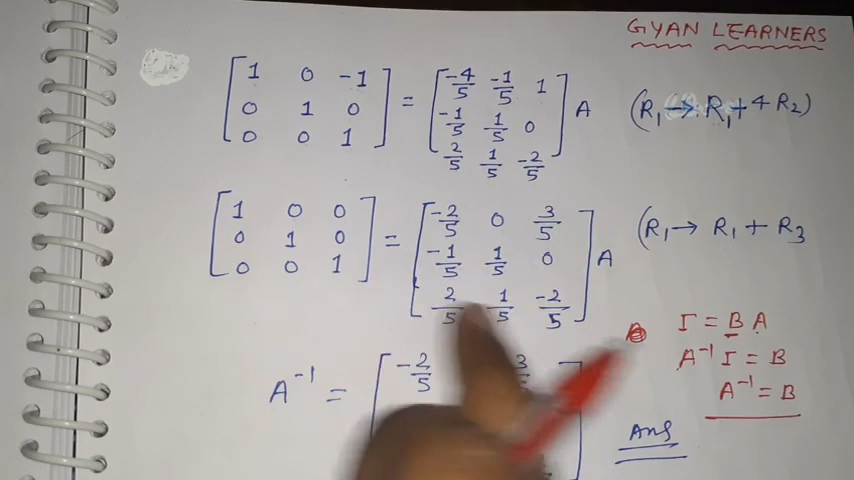 GYAN LEARNERS
[1 0 -1] [-4/5 -1/5 1]
[0 1 0] = [-1/5 1/5 0] A (R₁ → R₁ + 4 R₂)
[0 0 1] [2/5 1/5 -2/5]
[1 0 0] [-2/5 0 3/5]
[0 1 0] = [-1/5 1/5 0] A (R₁ → R₁ + R₃
[0 0 1] [2/5 1/5 -2/5]
I = B A
A⁻¹ I = B
A⁻¹ = B
A⁻¹ = [-2/5 3
Ans